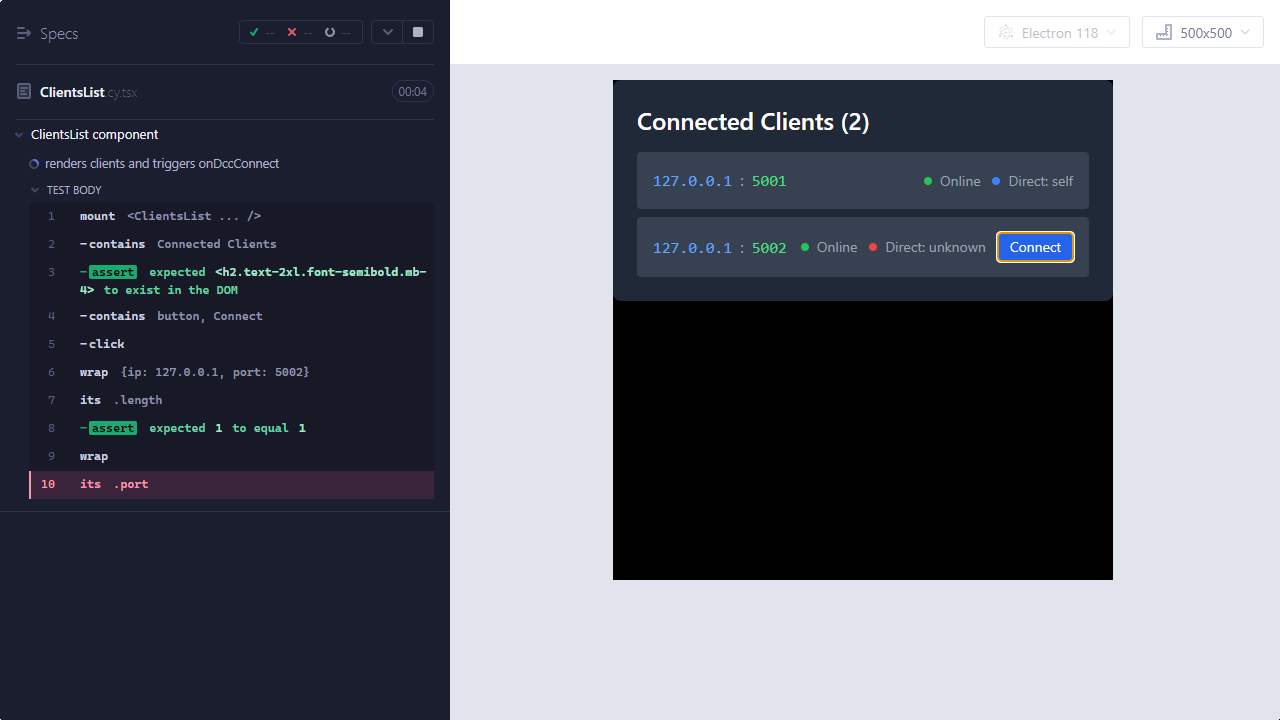 Specs
-- -- --
Electron 118
500x500
ClientsList.cy.tsx
00:04
ClientsList component
renders clients and triggers onDccConnect
TEST BODY
1 mount <ClientsList ... />
2 -contains Connected Clients
3 -assert expected <h2.text-2xl.font-semibold.mb-
4> to exist in the DOM
4 -contains button, Connect
5 -click
6 wrap {ip: 127.0.0.1, port: 5002}
7 its .length
8 -assert expected 1 to equal 1
9 wrap
10 its .port
Connected Clients (2)
127.0.0.1 : 5001 Online Direct: self
127.0.0.1 : 5002 Online Direct: unknown Connect